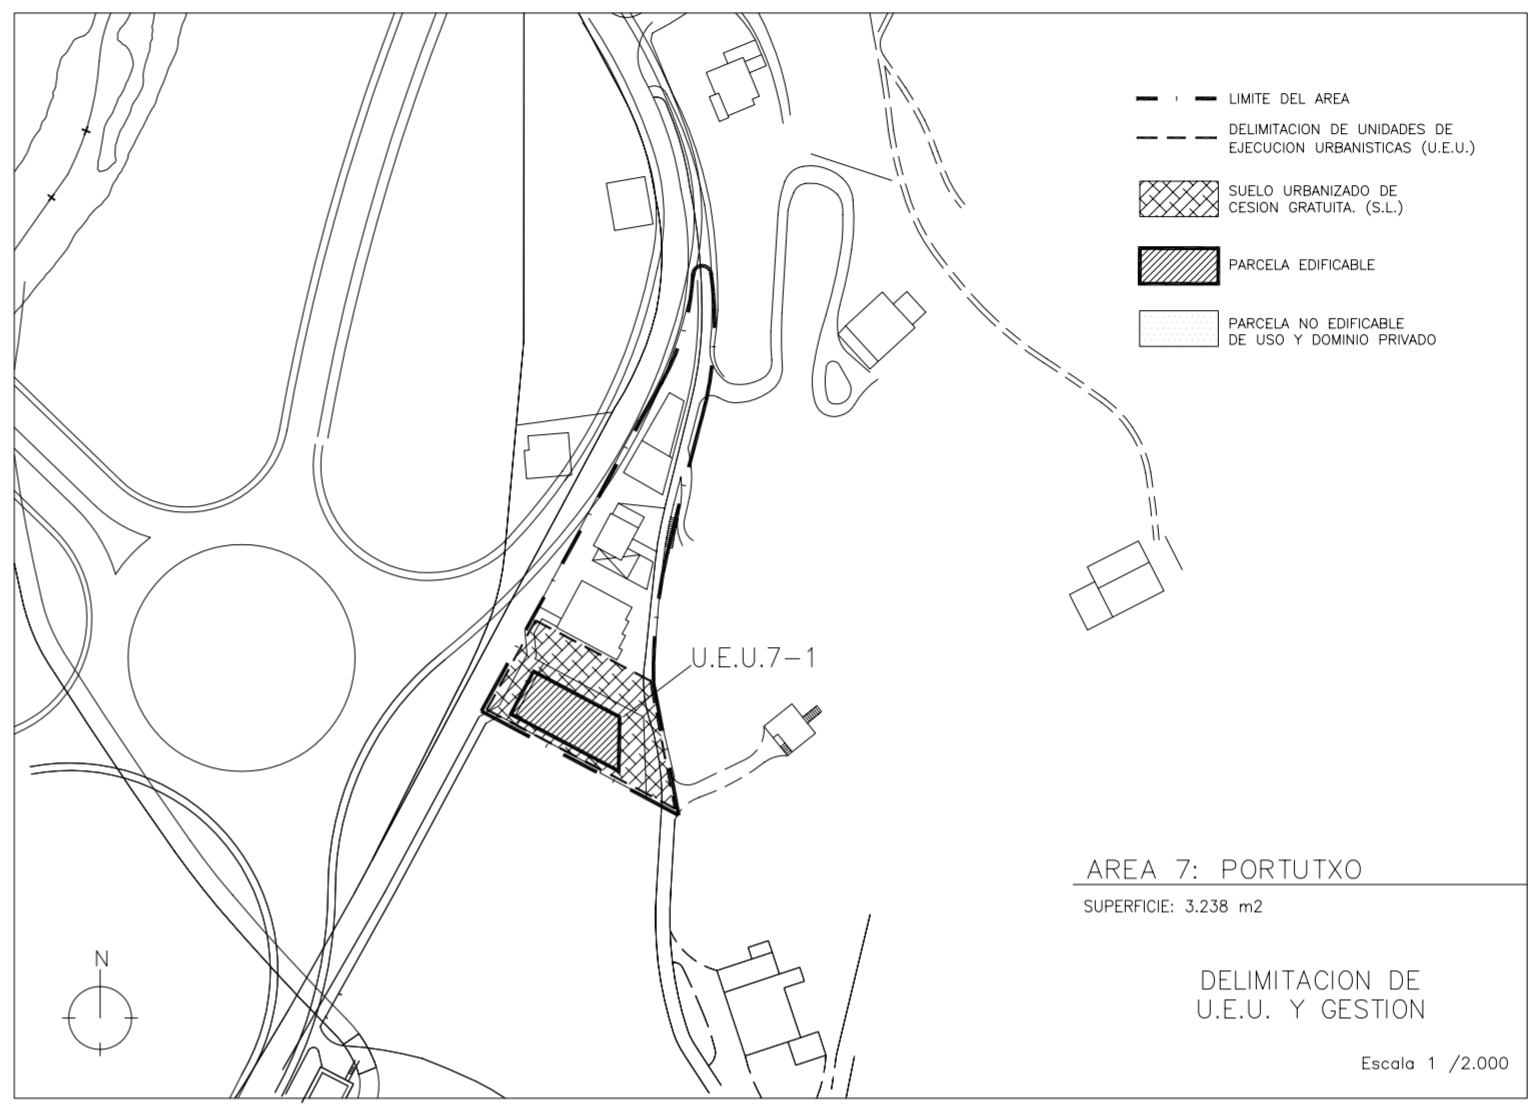 LIMITE DEL AREA
DELIMITACION DE UNIDADES DE
EJECUCION URBANISTICAS (U.E.U.)
SUELO URBANIZADO DE
CESION GRATUITA. (S.L.)
PARCELA EDIFICABLE
PARCELA NO EDIFICABLE
DE USO Y DOMINIO PRIVADO
U.E.U.7-1
AREA 7: PORTUTXO
SUPERFICIE: 3.238 m2
N
DELIMITACION DE
U.E.U. Y GESTION
Escala 1 /2.000